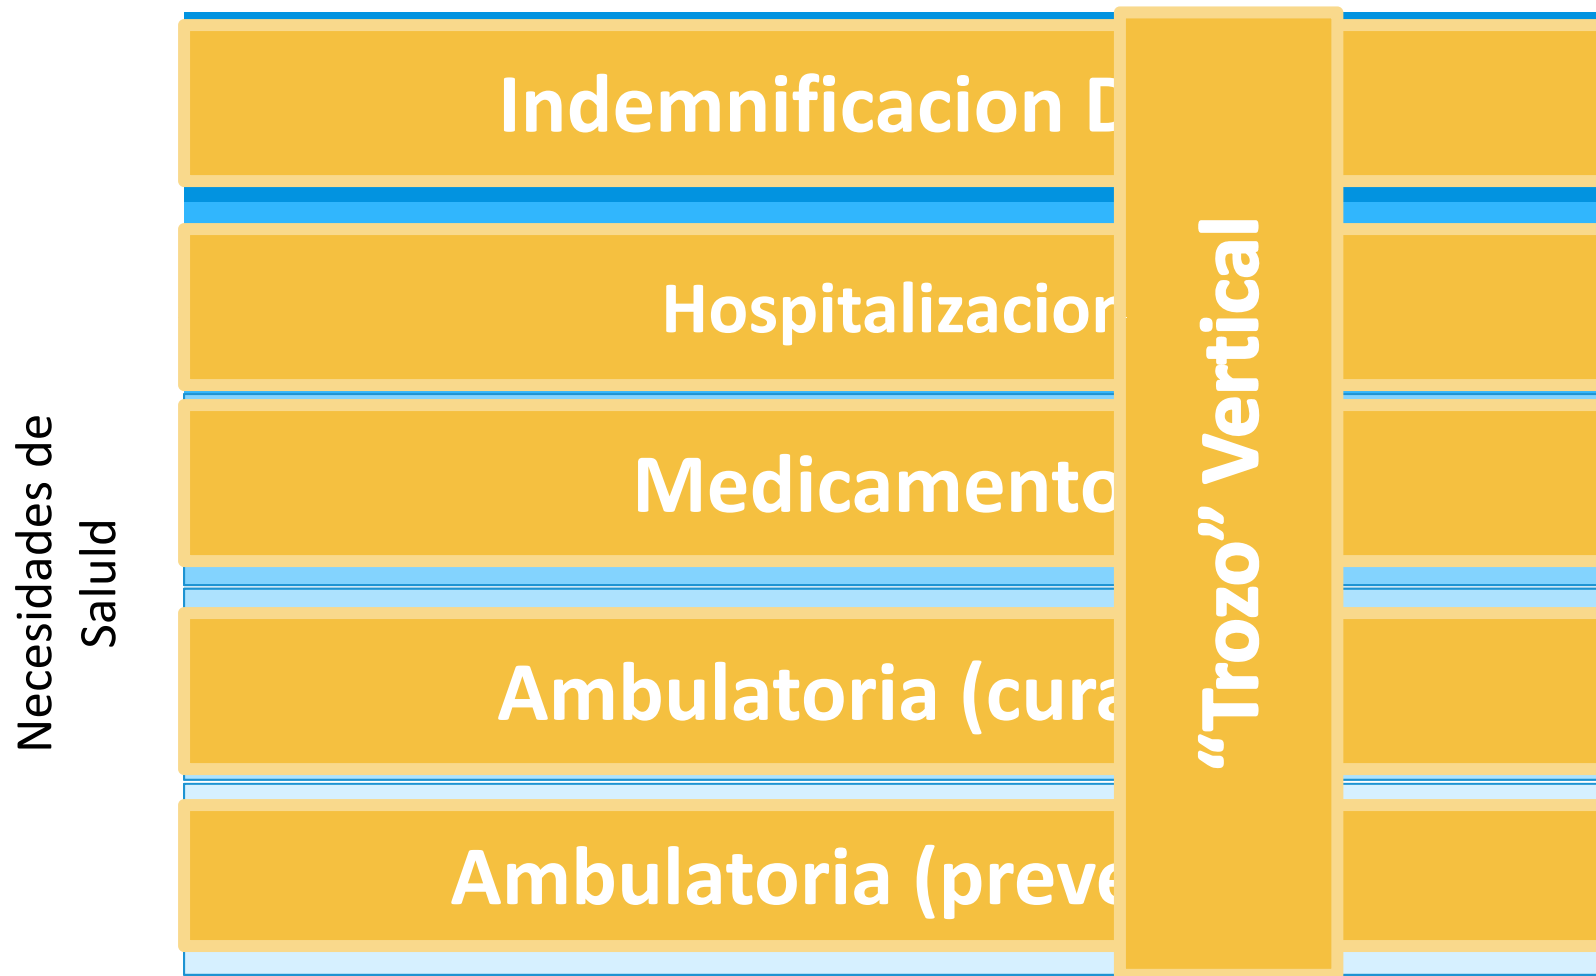 Indemnificacion
Hospitalizacion
Medicamento
Ambulatoria (cura
Ambulatoria (preve
“Trozo” Vertical
Necesidades de
Saluld